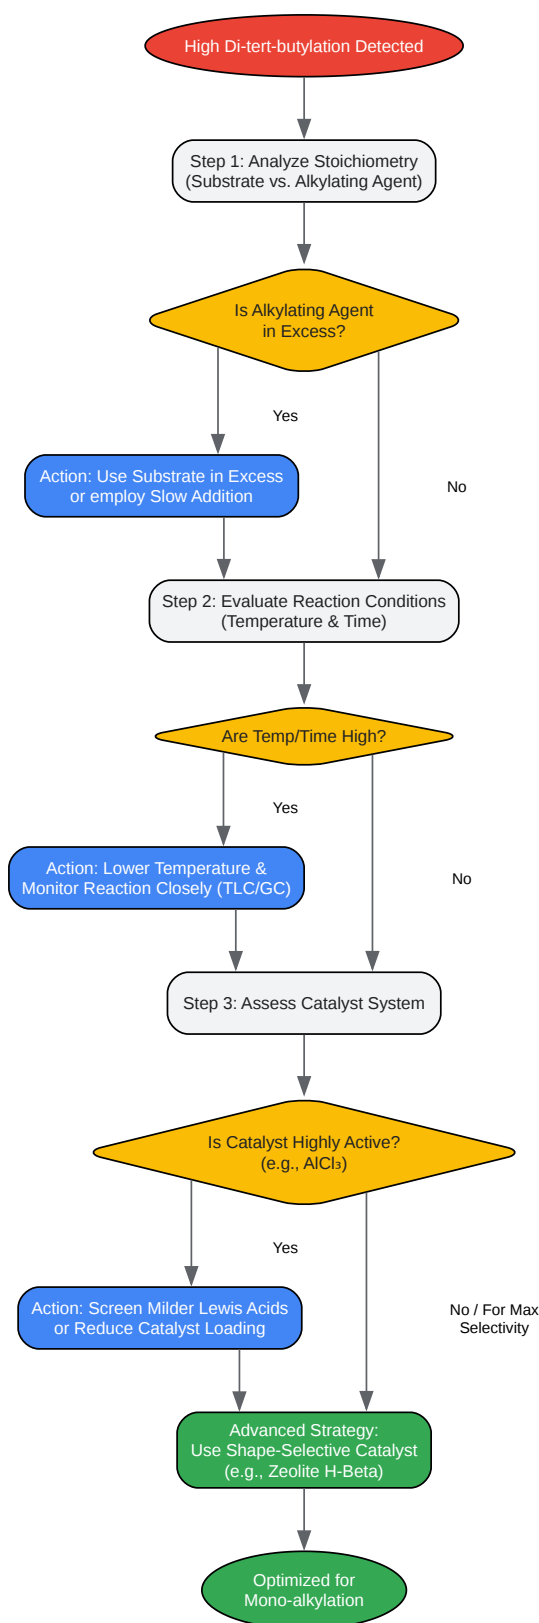 High Di-tert-butylation Detected
Step 1: Analyze Stoichiometry
(Substrate vs. Alkylating Agent)
Is Alkylating Agent
in Excess?
Yes
Action: Use Substrate in Excess
or employ Slow Addition
No
Step 2: Evaluate Reaction Conditions
(Temperature & Time)
Are Temp/Time High?
Yes
Action: Lower Temperature &
Monitor Reaction Closely (TLC/GC)
No
Step 3: Assess Catalyst System
Is Catalyst Highly Active?
(e.g., AlCl₃)
Yes
Action: Screen Milder Lewis Acids
or Reduce Catalyst Loading
No / For Max
Selectivity
Advanced Strategy:
Use Shape-Selective Catalyst
(e.g., Zeolite H-Beta)
Optimized for
Mono-alkylation